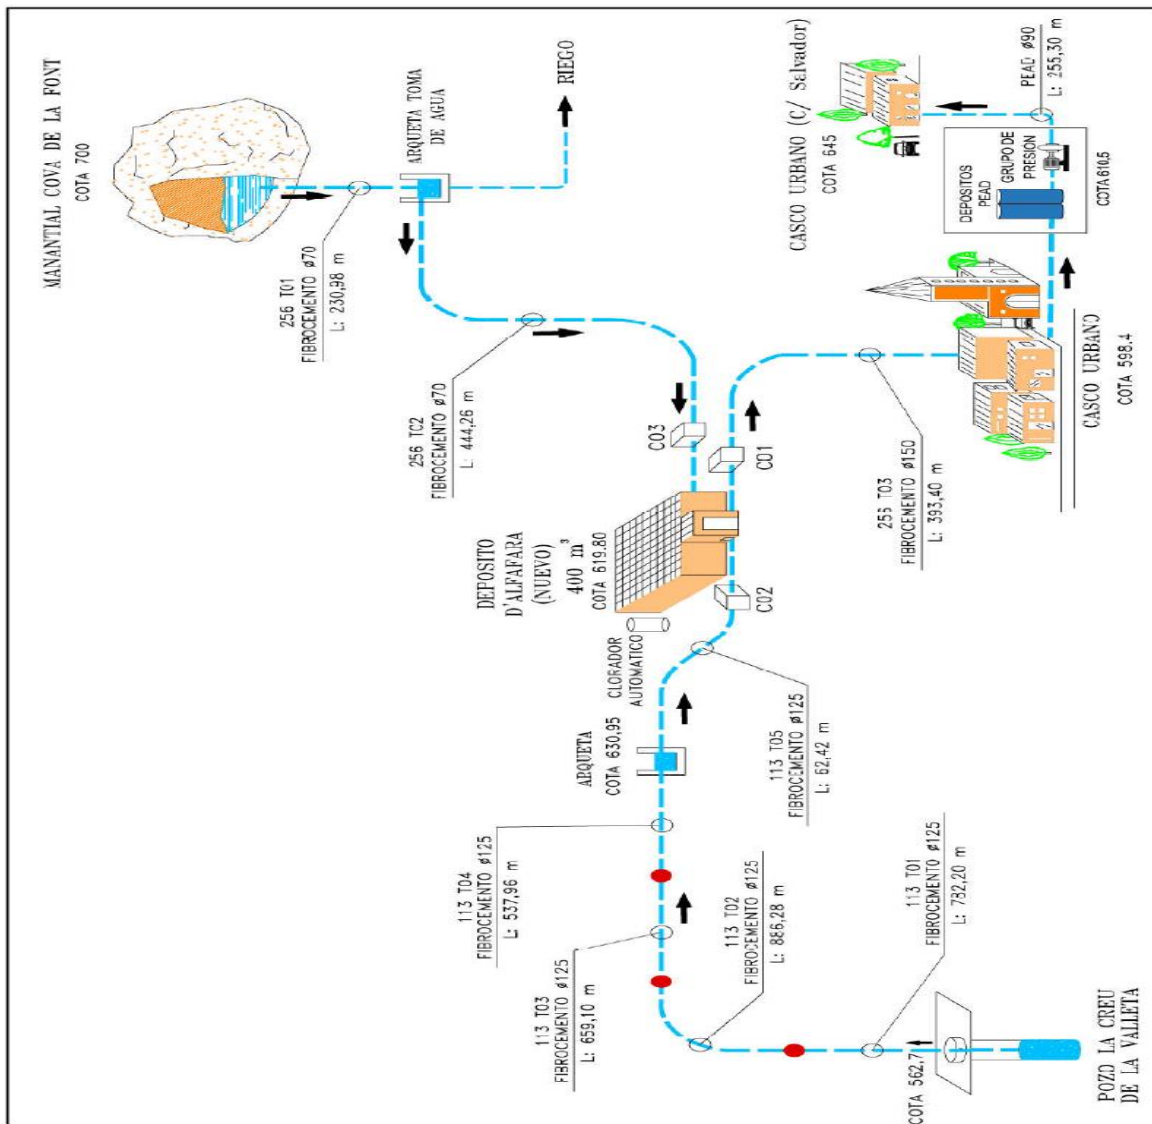 MANANTIAL COVA DE LA FONT
COTA 700
256 T01
FIBROCEMENTO ø70
L: 230,98 m
ARQUETA TOMA
DE AGUA
RIEGO
256 TC2
FIBROCEMENTO ø70
L: 444,26 m
CO3
CO1
CO2
DEPOSITO
D'ALFAFARA
(NUEVO)
400 m³
COTA 619.80
CLORADOR
AUTOMATICO
ARQUETA
COTA 630,95
113 T05
FIBROCEMENTO ø125
L: 62,42 m
113 T04
FIBROCEMENTO ø125
L: 537,96 m
113 T03
FIBROCEMENTO ø125
L: 659,10 m
113 T02
FIBROCEMENTO ø125
L: 886,28 m
113 T01
FIBROCEMENTO ø125
L: 782,20 m
COTA 562,7
POZO LA CREU
DE LA VALLETA
256 T03
FIBROCEMENTO ø150
L: 393,40 m
CASCO URBANO
COTA 598.4
DEPOSITOS
PEAD
GRUPO DE
PRESION
COTA 610,5
PEAD ø90
L: 255,30 m
CASCO URBANO (C/ Salvador)
COTA 645